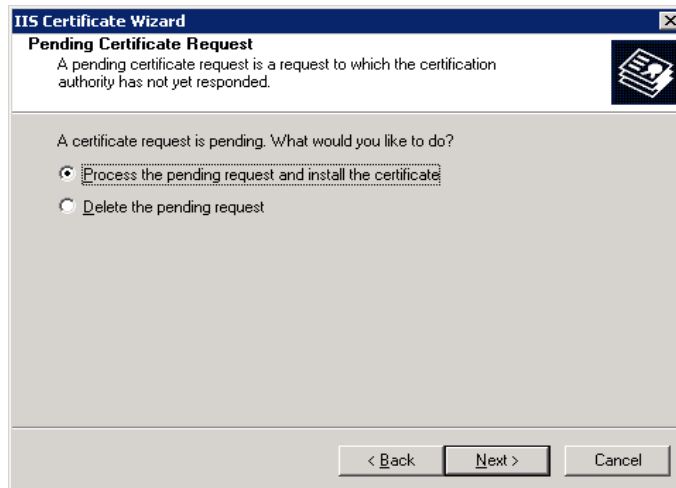 IIS Certificate Wizard
Pending Certificate Request
A pending certificate request is a request to which the certification
authority has not yet responded.
A certificate request is pending. What would you like to do?
Process the pending request and install the certificate
Delete the pending request
< Back
Next >
Cancel